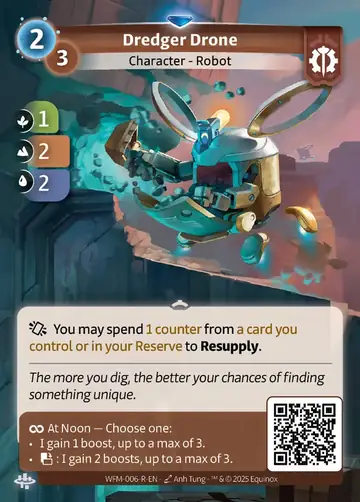 2
3
Dredger Drone
Character - Robot
1
2
2
You may spend 1 counter from a card you
control or in your Reserve to Resupply.
The more you dig, the better your chances of finding
something unique.
At Noon — Choose one:
• I gain 1 boost, up to a max of 3.
• : I gain 2 boosts, up to a max of 3.
WFM-006-R-EN - Anh Tung - ™ & © 2025 Equinox